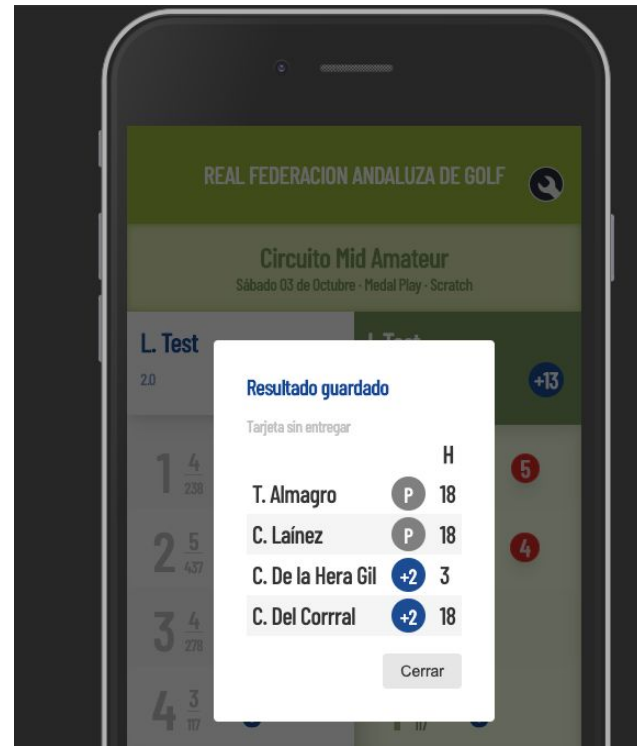 REAL FEDERACION ANDALUZA DE GOLF
Circuito Mid Amateur
Sábado 03 de Octubre - Medal Play - Scratch
L. Test
2.0
+13
Resultado guardado
Tarjeta sin entregar
H
T. Almagro P 18
C. Laínez P 18
C. De la Hera Gil +2 3
C. Del Corrral +2 18
Cerrar
1 4 238 5
2 5 437 4
3 4 278
4 3 117
117